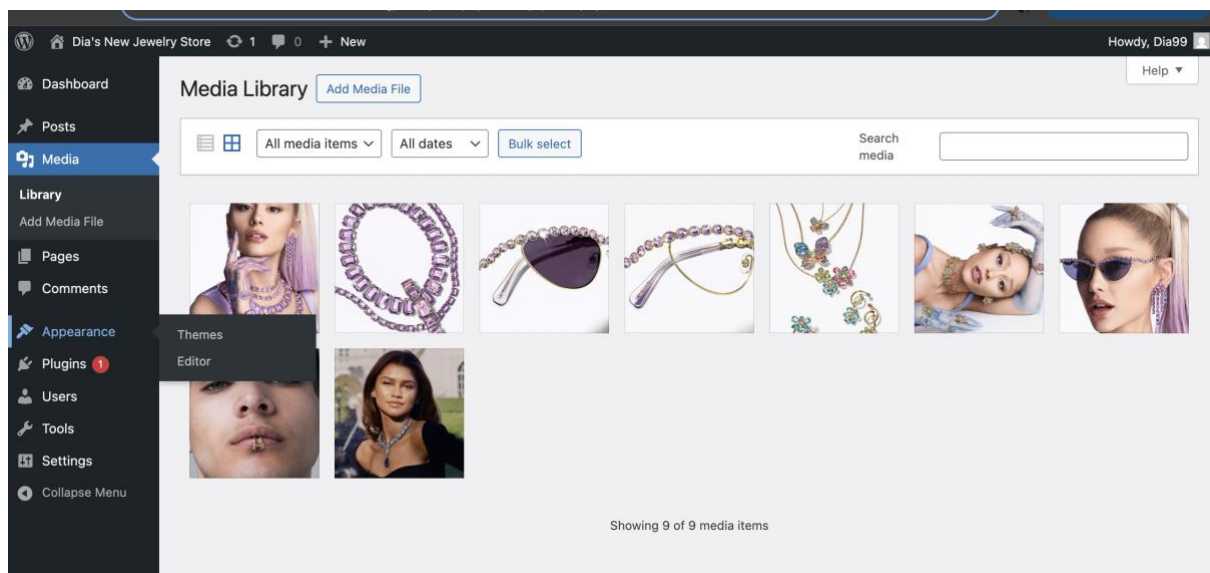 Dia's New Jewelry Store 1 0 + New Howdy, Dia99
Help
Dashboard
Posts
Media
Library
Add Media File
Pages
Comments
Appearance
Themes
Editor
Plugins 1
Users
Tools
Settings
Collapse Menu
Media Library Add Media File
All media items All dates Bulk select
Search
media
Showing 9 of 9 media items